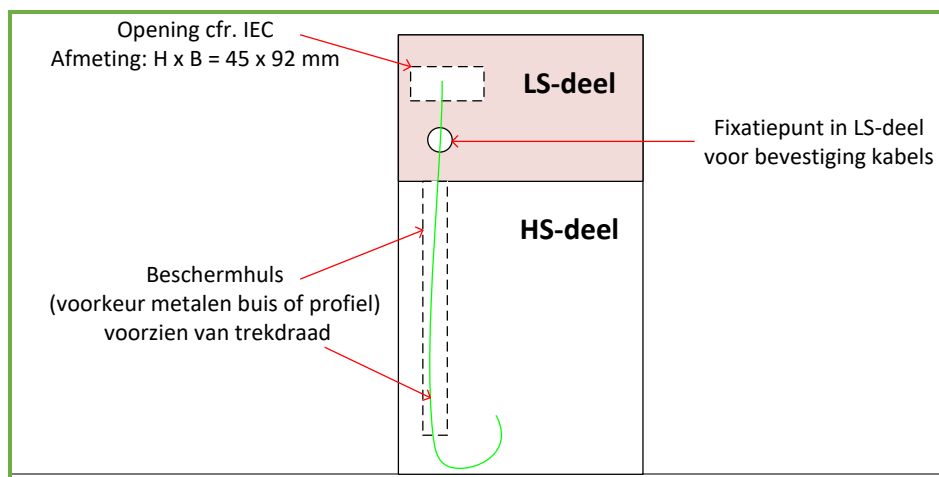 Opening cfr. IEC
Afmeting: H x B = 45 x 92 mm
LS-deel
Fixatiepunt in LS-deel
voor bevestiging kabels
HS-deel
Beschermhuls
(voorkeur metalen buis of profiel)
voorzien van trekdraad